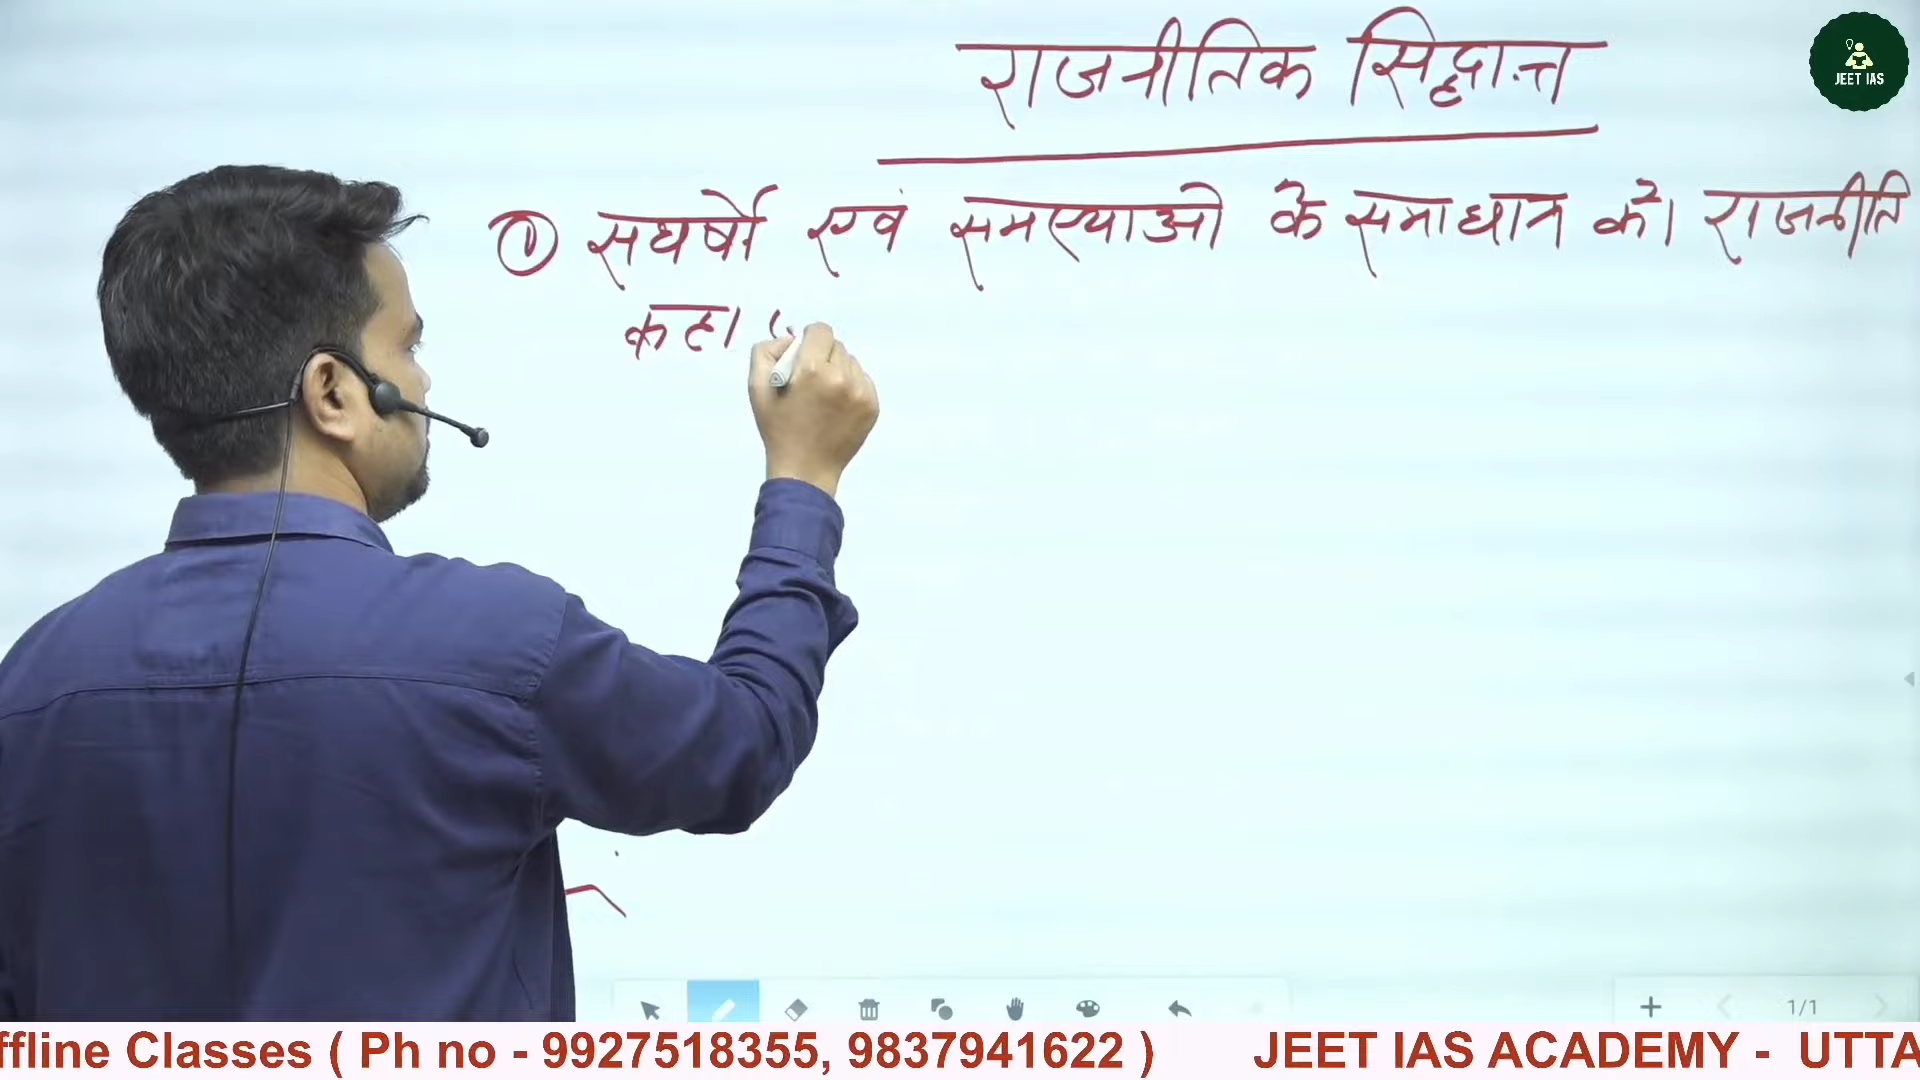 राजनीतिक सिद्धान्त
JEET IAS
① सघर्षो एवं समस्याओ के समाधान को राजनीति
कहा
1/1
ffline Classes ( Ph no - 9927518355, 9837941622 ) JEET IAS ACADEMY - UTTA